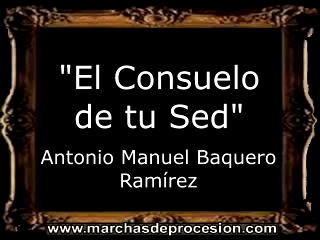 "El Consuelo
de tu Sed"
Antonio Manuel Baquero
Ramírez
www.marchasdeprocesion.com